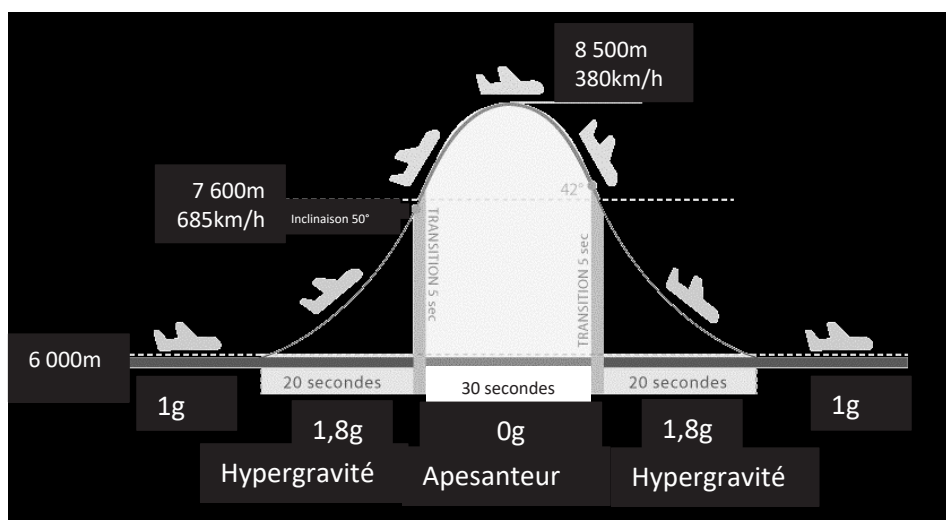 8 500m
380km/h
7 600m
685km/h
Inclinaison 50°
42°
TRANSITION 5 sec
TRANSITION 5 sec
6 000m
20 secondes
30 secondes
20 secondes
1g
1,8g
0g
1,8g
1g
Hypergravité
Apesanteur
Hypergravité